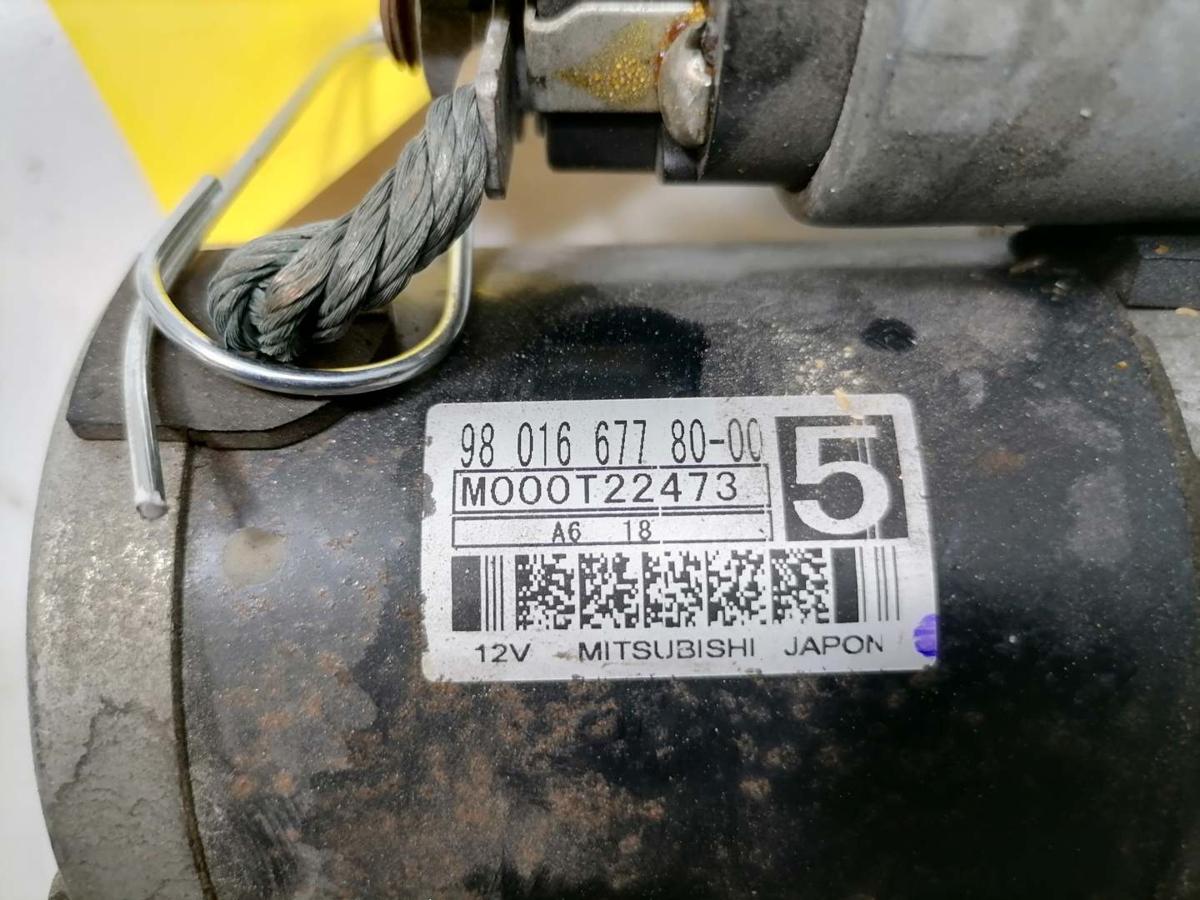 98 016 677 80-00
5
M000T22473
A6 18
12V MITSUBISHI JAPON